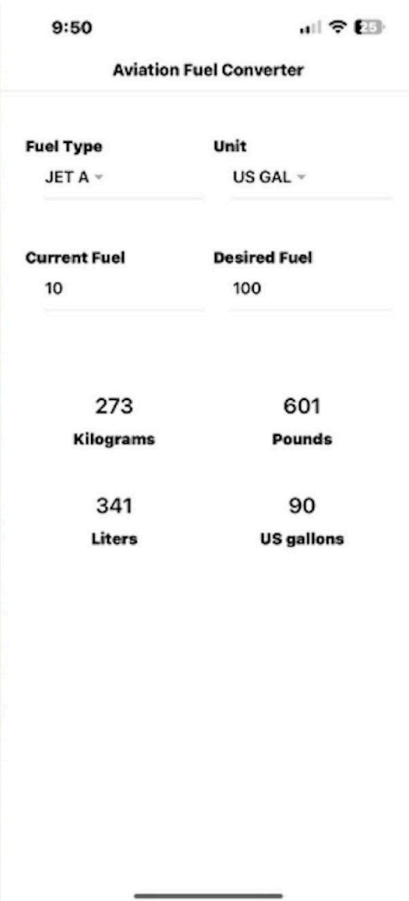 9:50
25
Aviation Fuel Converter
Fuel Type
Unit
JET A
US GAL
Current Fuel
Desired Fuel
10
100
273
601
Kilograms
Pounds
341
90
Liters
US gallons